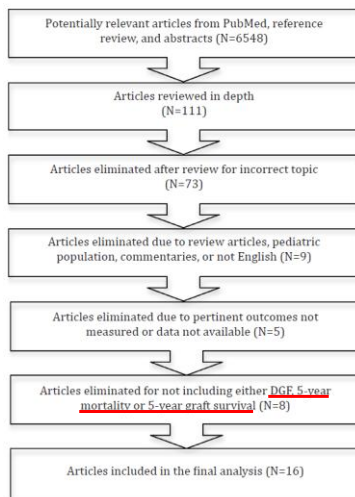 Potentially relevant articles from PubMed, reference
review, and abstracts (N=6548)
Articles reviewed in depth
(N=111)
Articles eliminated after review for incorrect topic
(N=73)
Articles eliminated due to review articles, pediatric
population, commentaries, or not English (N=9)
Articles eliminated due to pertinent outcomes not
measured or data not available (N=5)
Articles eliminated for not including either DGF, 5-year
mortality or 5-year graft survival (N=8)
Articles included in the final analysis (N=16)